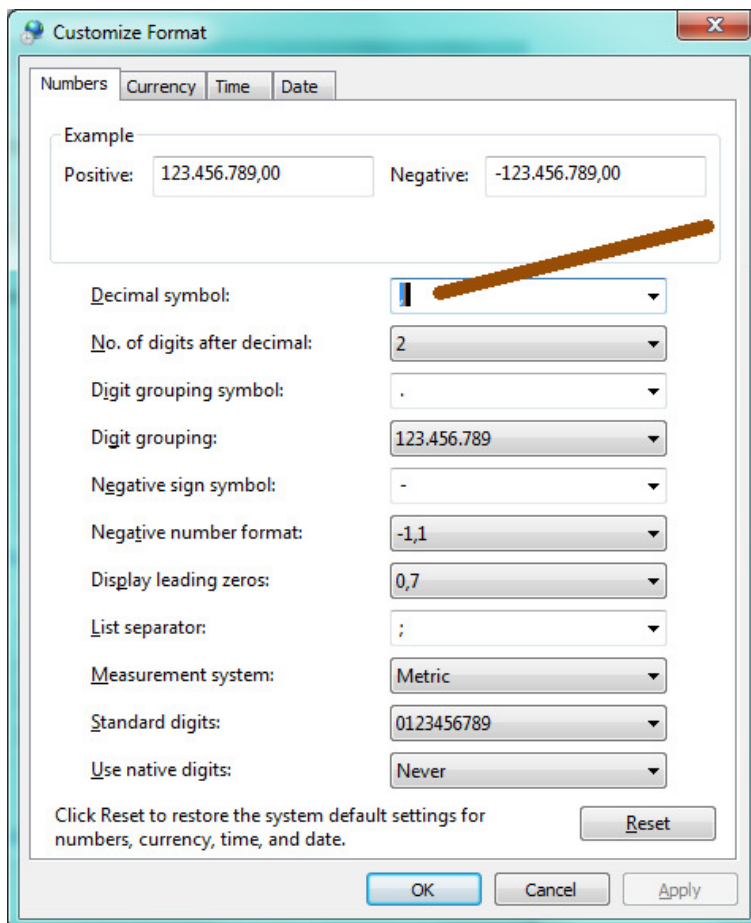 Customize Format
Numbers Currency Time Date
Example
Positive: 123.456.789,00 Negative: -123.456.789,00
Decimal symbol: ,
No. of digits after decimal: 2
Digit grouping symbol: .
Digit grouping: 123.456.789
Negative sign symbol: -
Negative number format: -1,1
Display leading zeros: 0,7
List separator: ;
Measurement system: Metric
Standard digits: 0123456789
Use native digits: Never
Click Reset to restore the system default settings for
numbers, currency, time, and date.
Reset
OK Cancel Apply